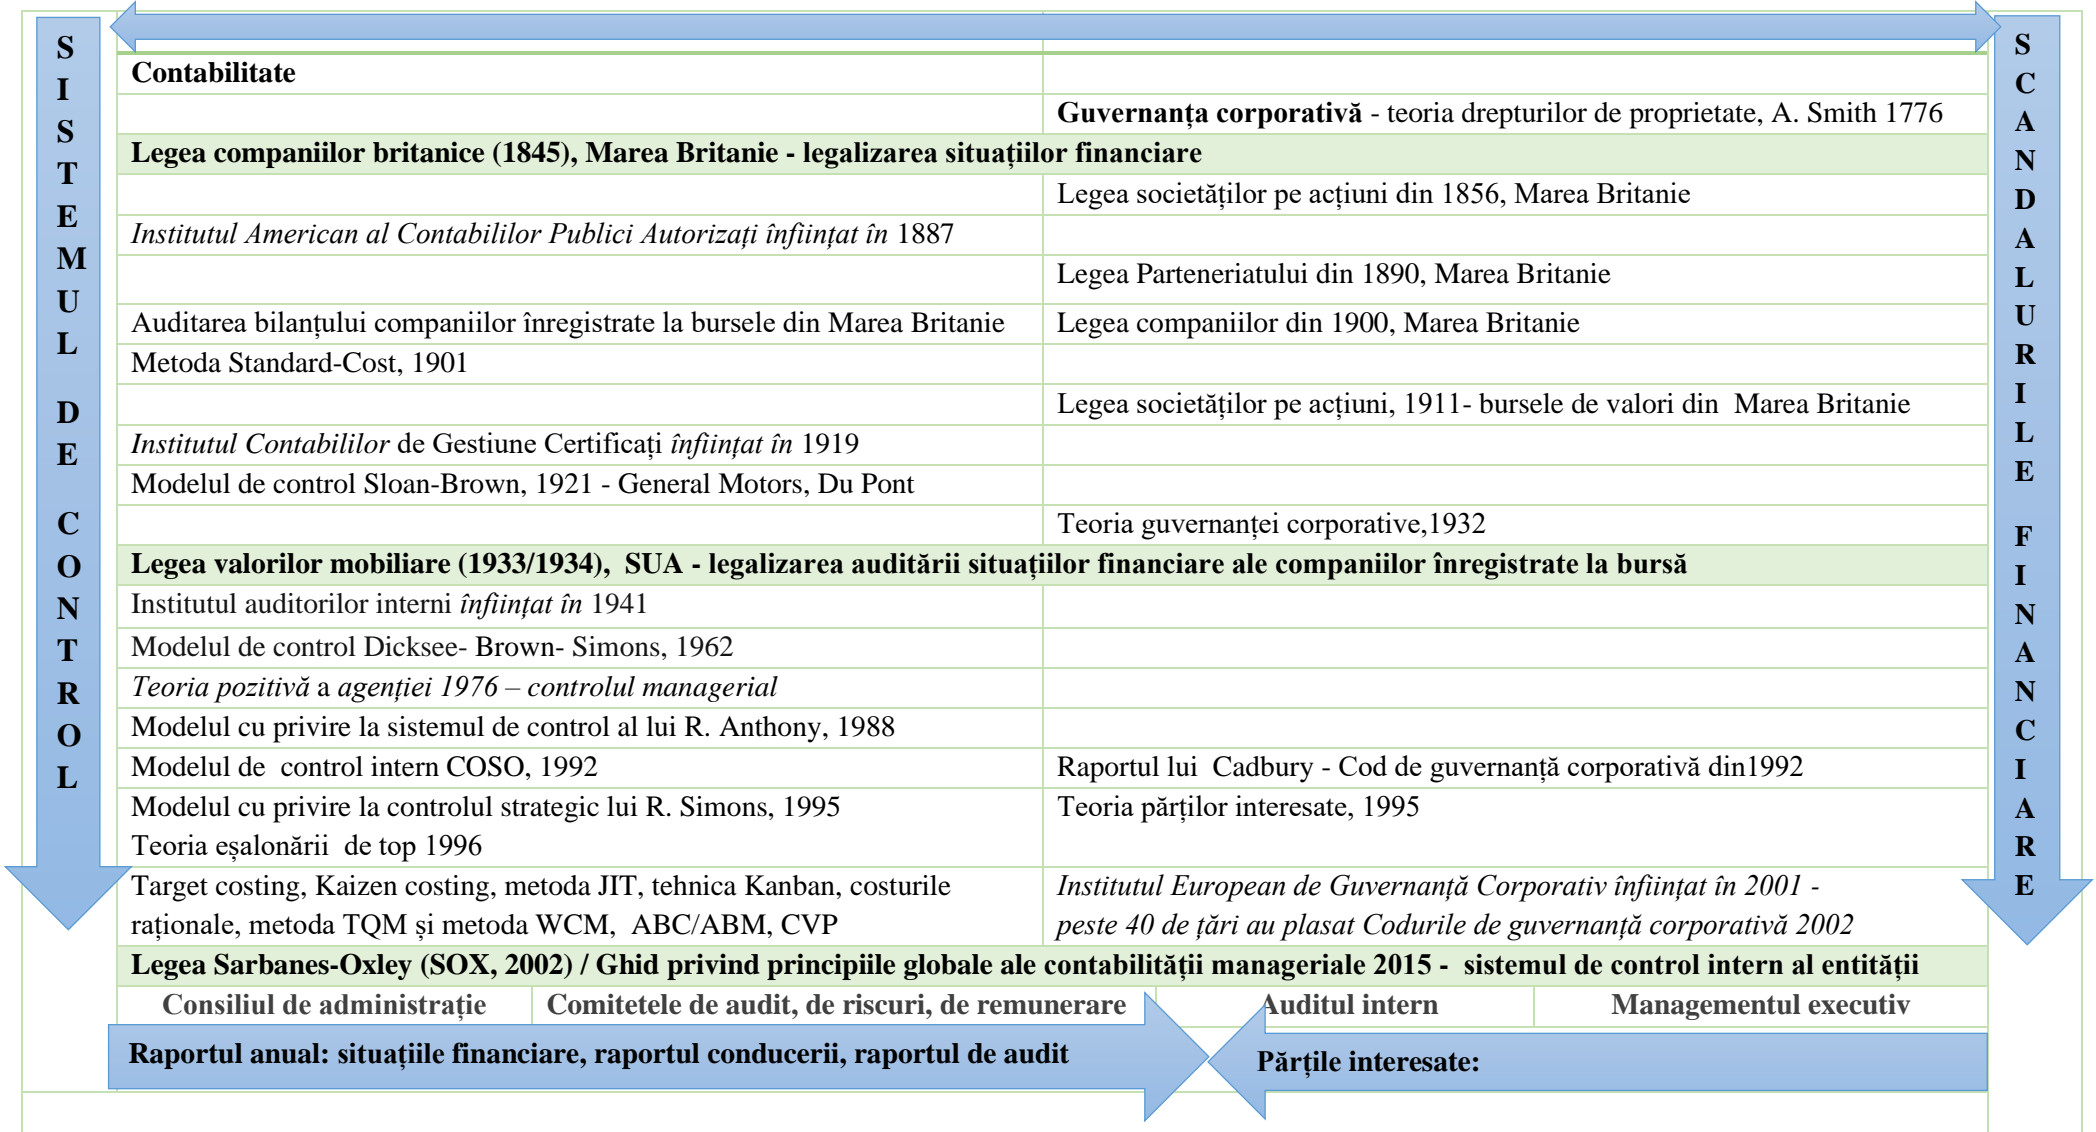 SISTEMUL DE CONTROL
SCANDALURILE FINANCIARE
Contabilitate
Guvernanța corporativă - teoria drepturilor de proprietate, A. Smith 1776
Legea companiilor britanice (1845), Marea Britanie - legalizarea situațiilor financiare
Legea societăților pe acțiuni din 1856, Marea Britanie
Institutul American al Contabililor Publici Autorizați înființat în 1887
Legea Parteneriatului din 1890, Marea Britanie
Auditarea bilanțului companiilor înregistrate la bursele din Marea Britanie
Legea companiilor din 1900, Marea Britanie
Metoda Standard-Cost, 1901
Legea societăților pe acțiuni, 1911- bursele de valori din Marea Britanie
Institutul Contabililor de Gestiune Certificați înființat în 1919
Modelul de control Sloan-Brown, 1921 - General Motors, Du Pont
Teoria guvernanței corporative,1932
Legea valorilor mobiliare (1933/1934), SUA - legalizarea auditării situațiilor financiare ale companiilor înregistrate la bursă
Institutul auditorilor interni înființat în 1941
Modelul de control Dicksee- Brown- Simons, 1962
Teoria pozitivă a agenției 1976 – controlul managerial
Modelul cu privire la sistemul de control al lui R. Anthony, 1988
Modelul de control intern COSO, 1992
Raportul lui Cadbury - Cod de guvernanță corporativă din1992
Modelul cu privire la controlul strategic lui R. Simons, 1995
Teoria eșalonării de top 1996
Teoria părților interesate, 1995
Target costing, Kaizen costing, metoda JIT, tehnica Kanban, costurile
raționale, metoda TQM și metoda WCM, ABC/ABM, CVP
Institutul European de Guvernanță Corporativ înființat în 2001 -
peste 40 de țări au plasat Codurile de guvernanță corporativă 2002
Legea Sarbanes-Oxley (SOX, 2002) / Ghid privind principiile globale ale contabilității manageriale 2015 - sistemul de control intern al entității
Consiliul de administrație
Comitetele de audit, de riscuri, de remunerare
Auditul intern
Managementul executiv
Raportul anual: situațiile financiare, raportul conducerii, raportul de audit
Părțile interesate: